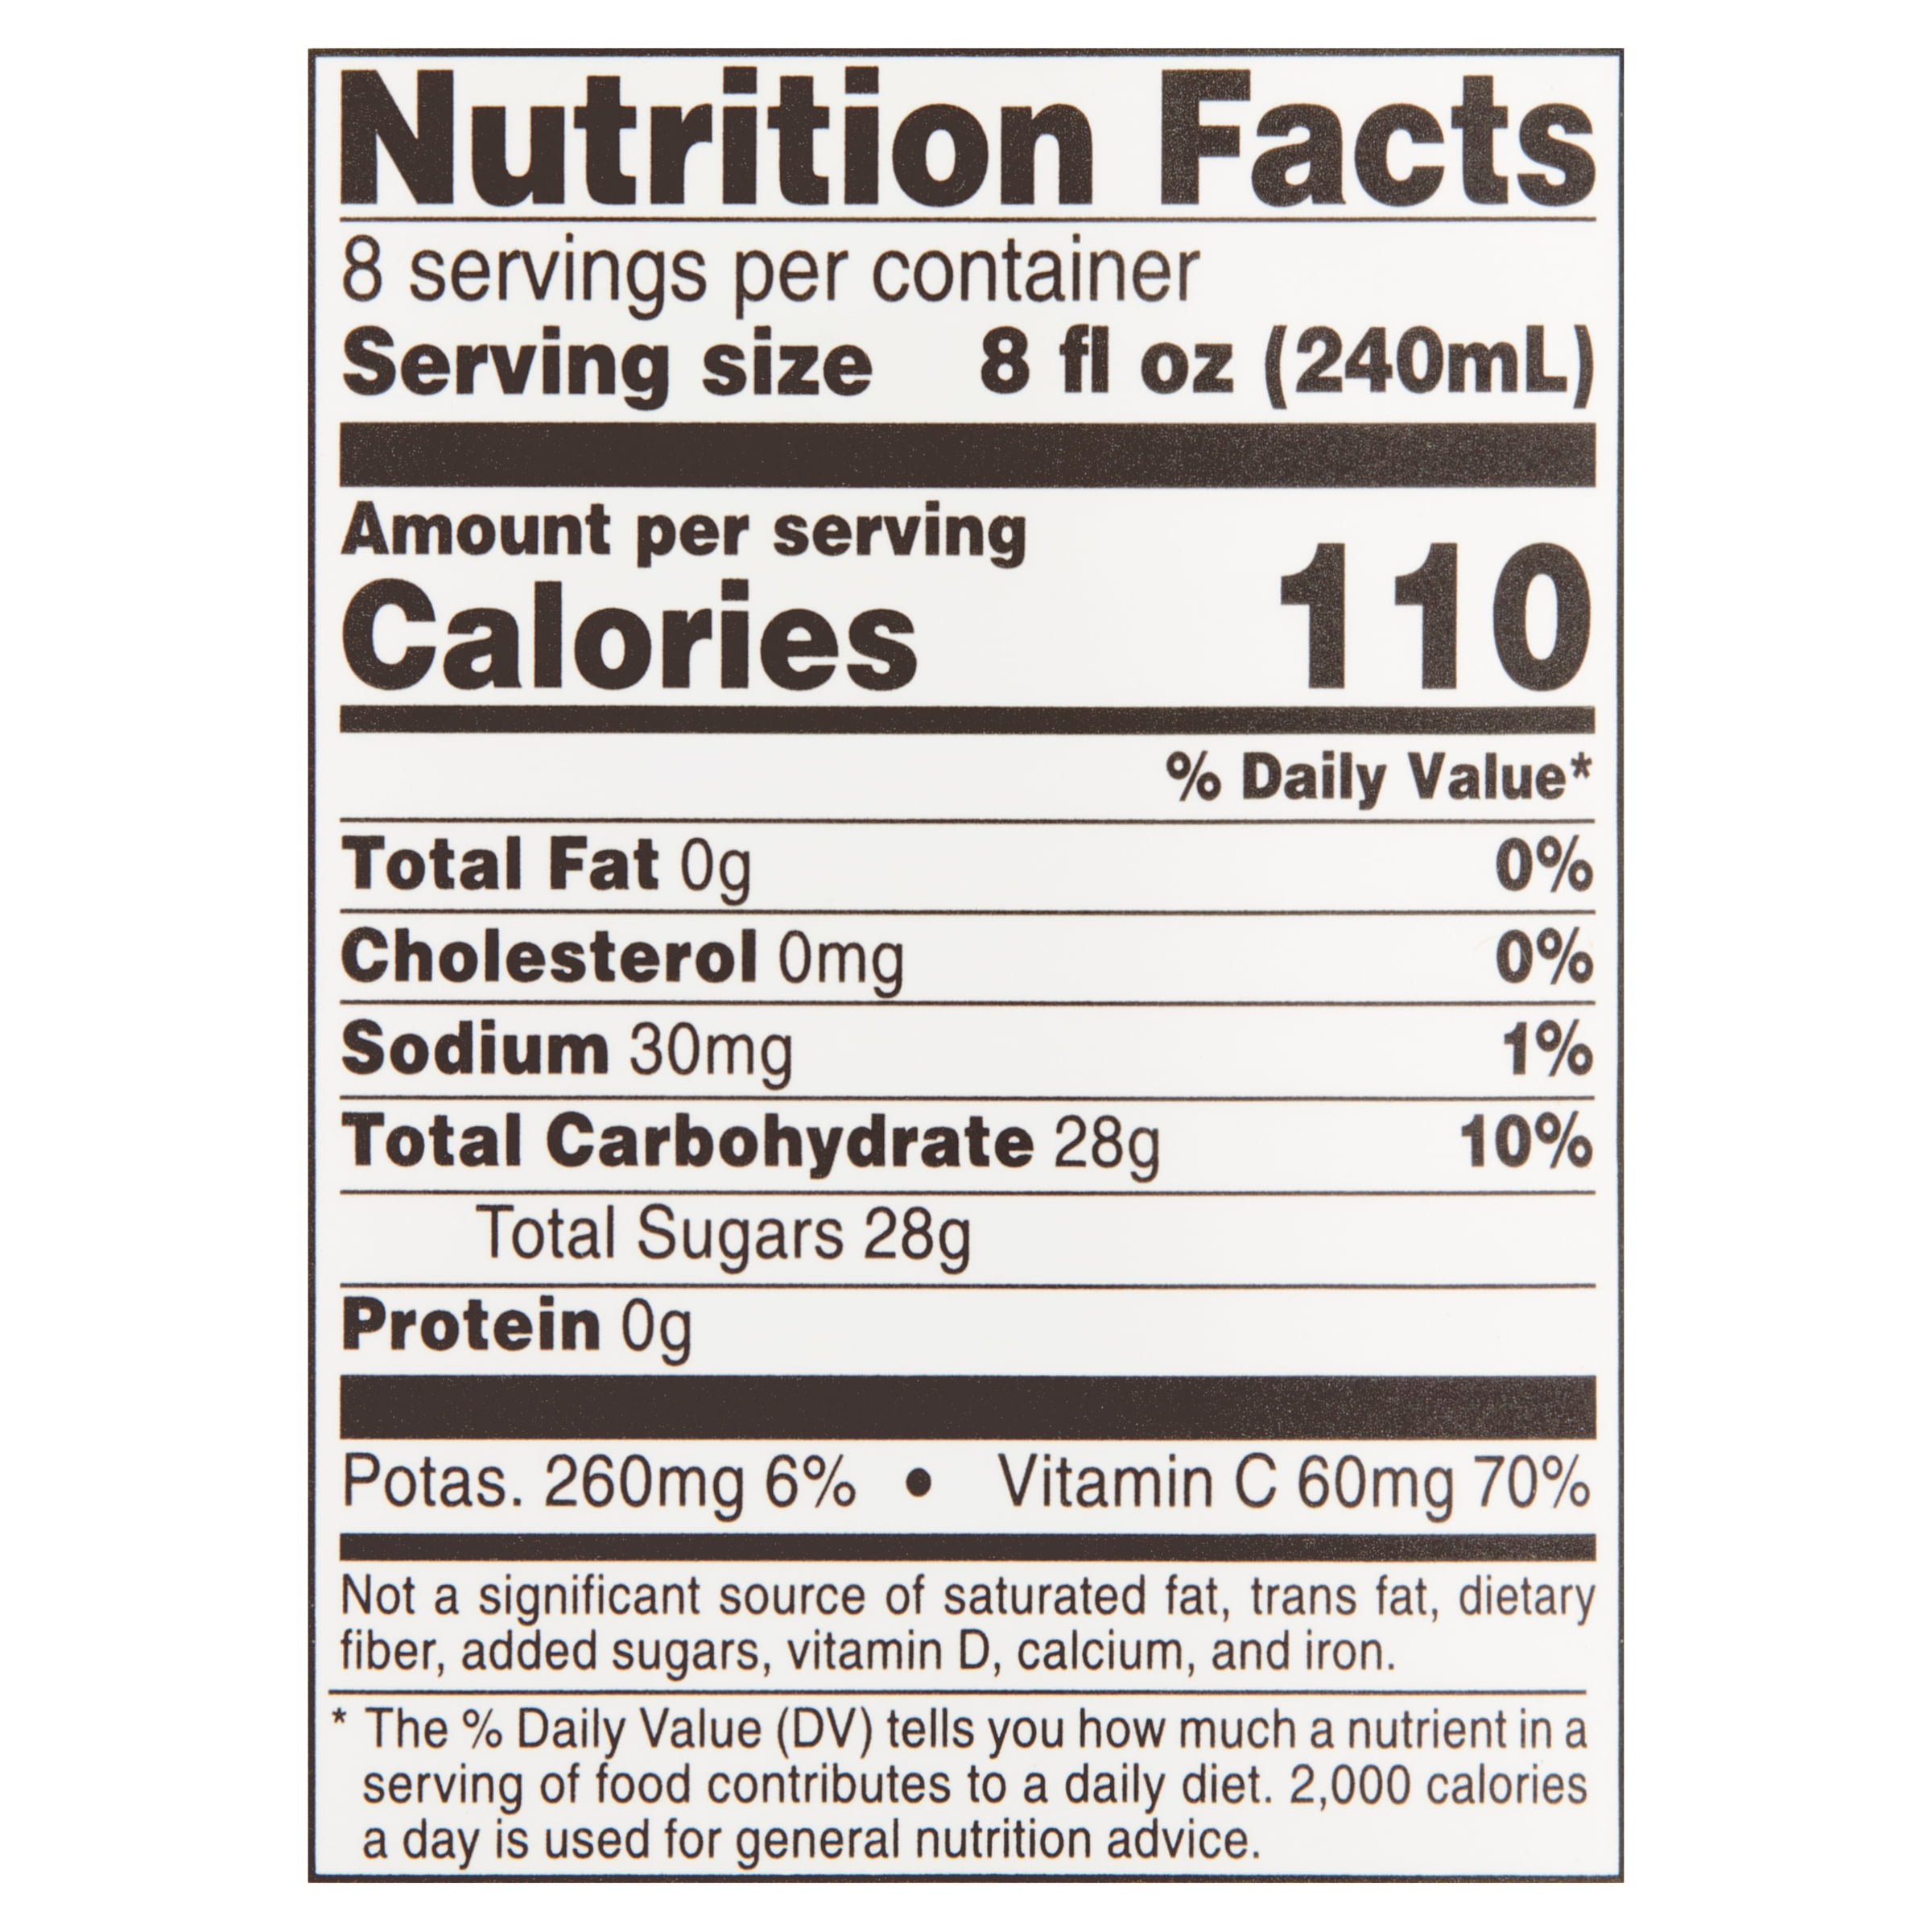 Nutrition Facts
8 servings per container
Serving size 8 fl oz (240mL)
Amount per serving
Calories 110
% Daily Value*
Total Fat 0g 0%
Cholesterol 0mg 0%
Sodium 30mg 1%
Total Carbohydrate 28g 10%
Total Sugars 28g
Protein 0g
Potas. 260mg 6% • Vitamin C 60mg 70%
Not a significant source of saturated fat, trans fat, dietary
fiber, added sugars, vitamin D, calcium, and iron.
* The % Daily Value (DV) tells you how much a nutrient in a
serving of food contributes to a daily diet. 2,000 calories
a day is used for general nutrition advice.